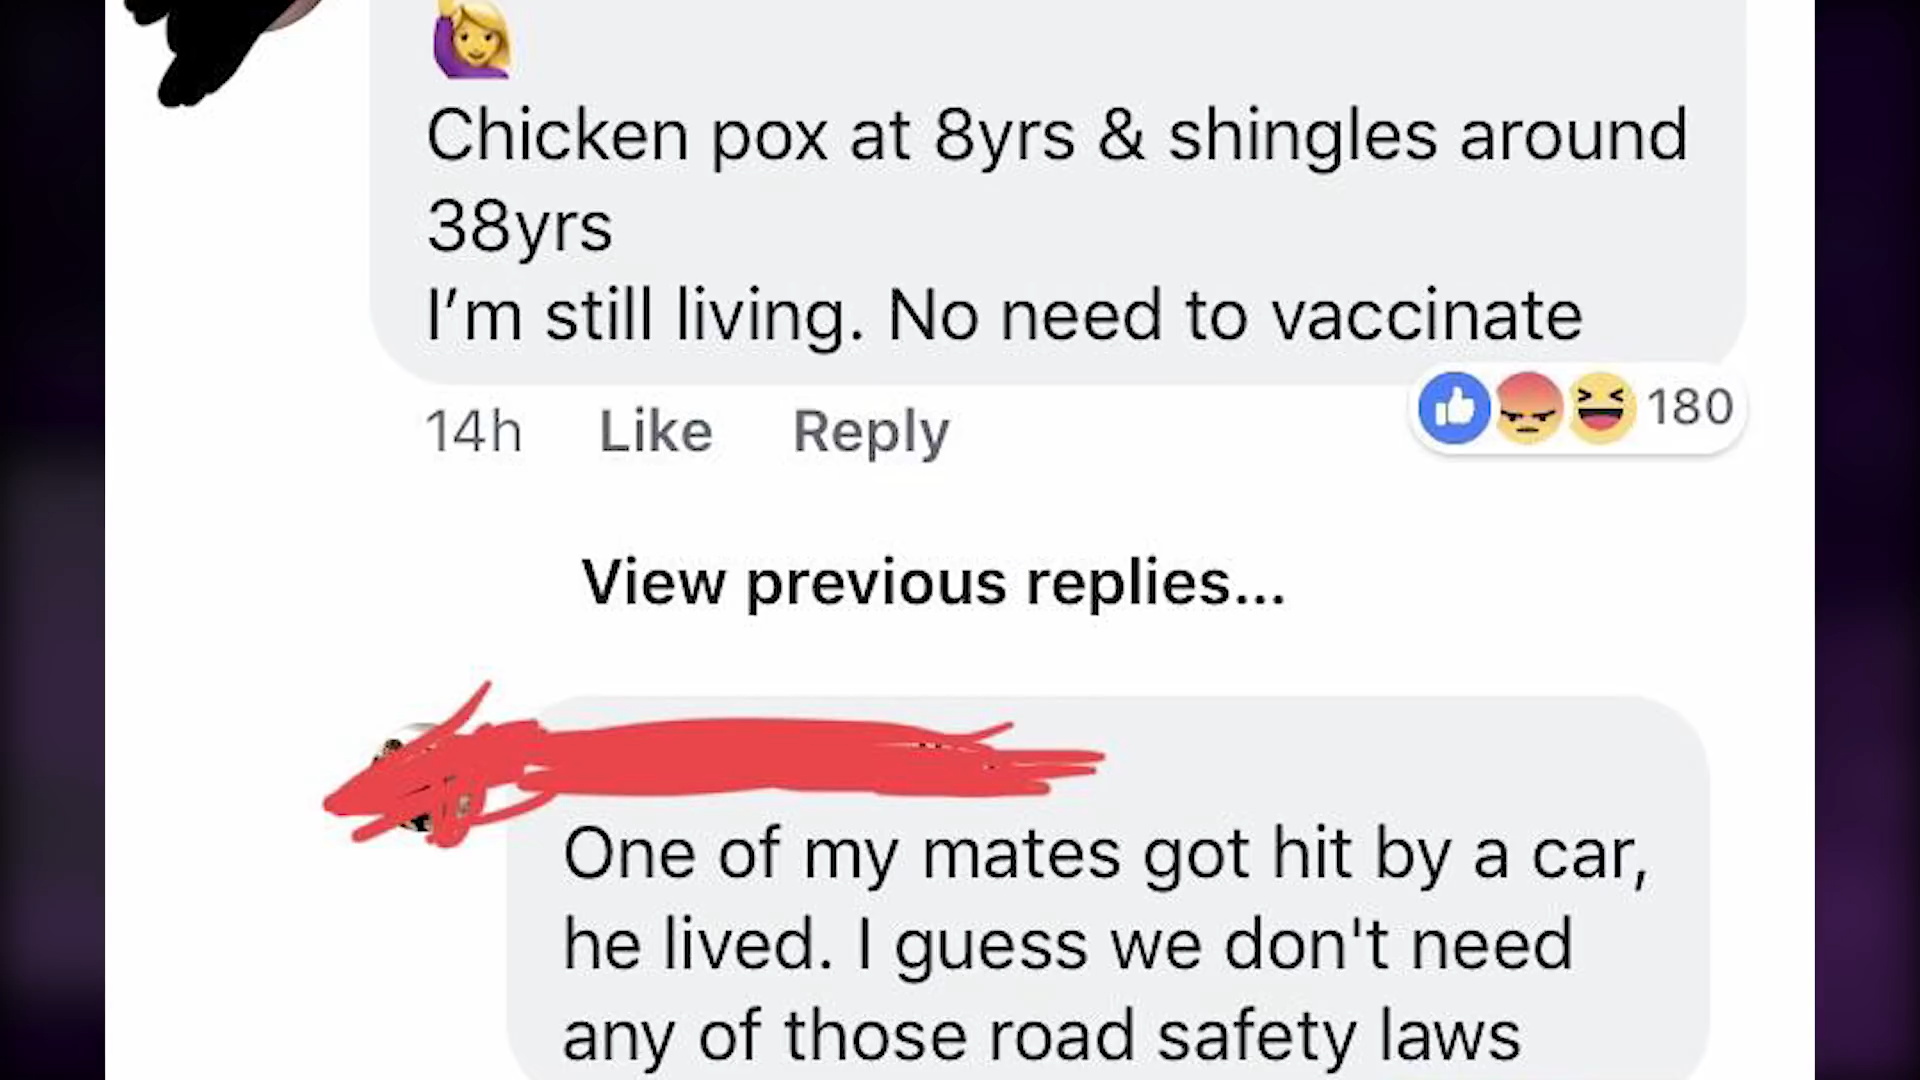 Chicken pox at 8yrs & shingles around
38yrs
I’m still living. No need to vaccinate
180
14h Like Reply
View previous replies...
One of my mates got hit by a car,
he lived. I guess we don't need
any of those road safety laws